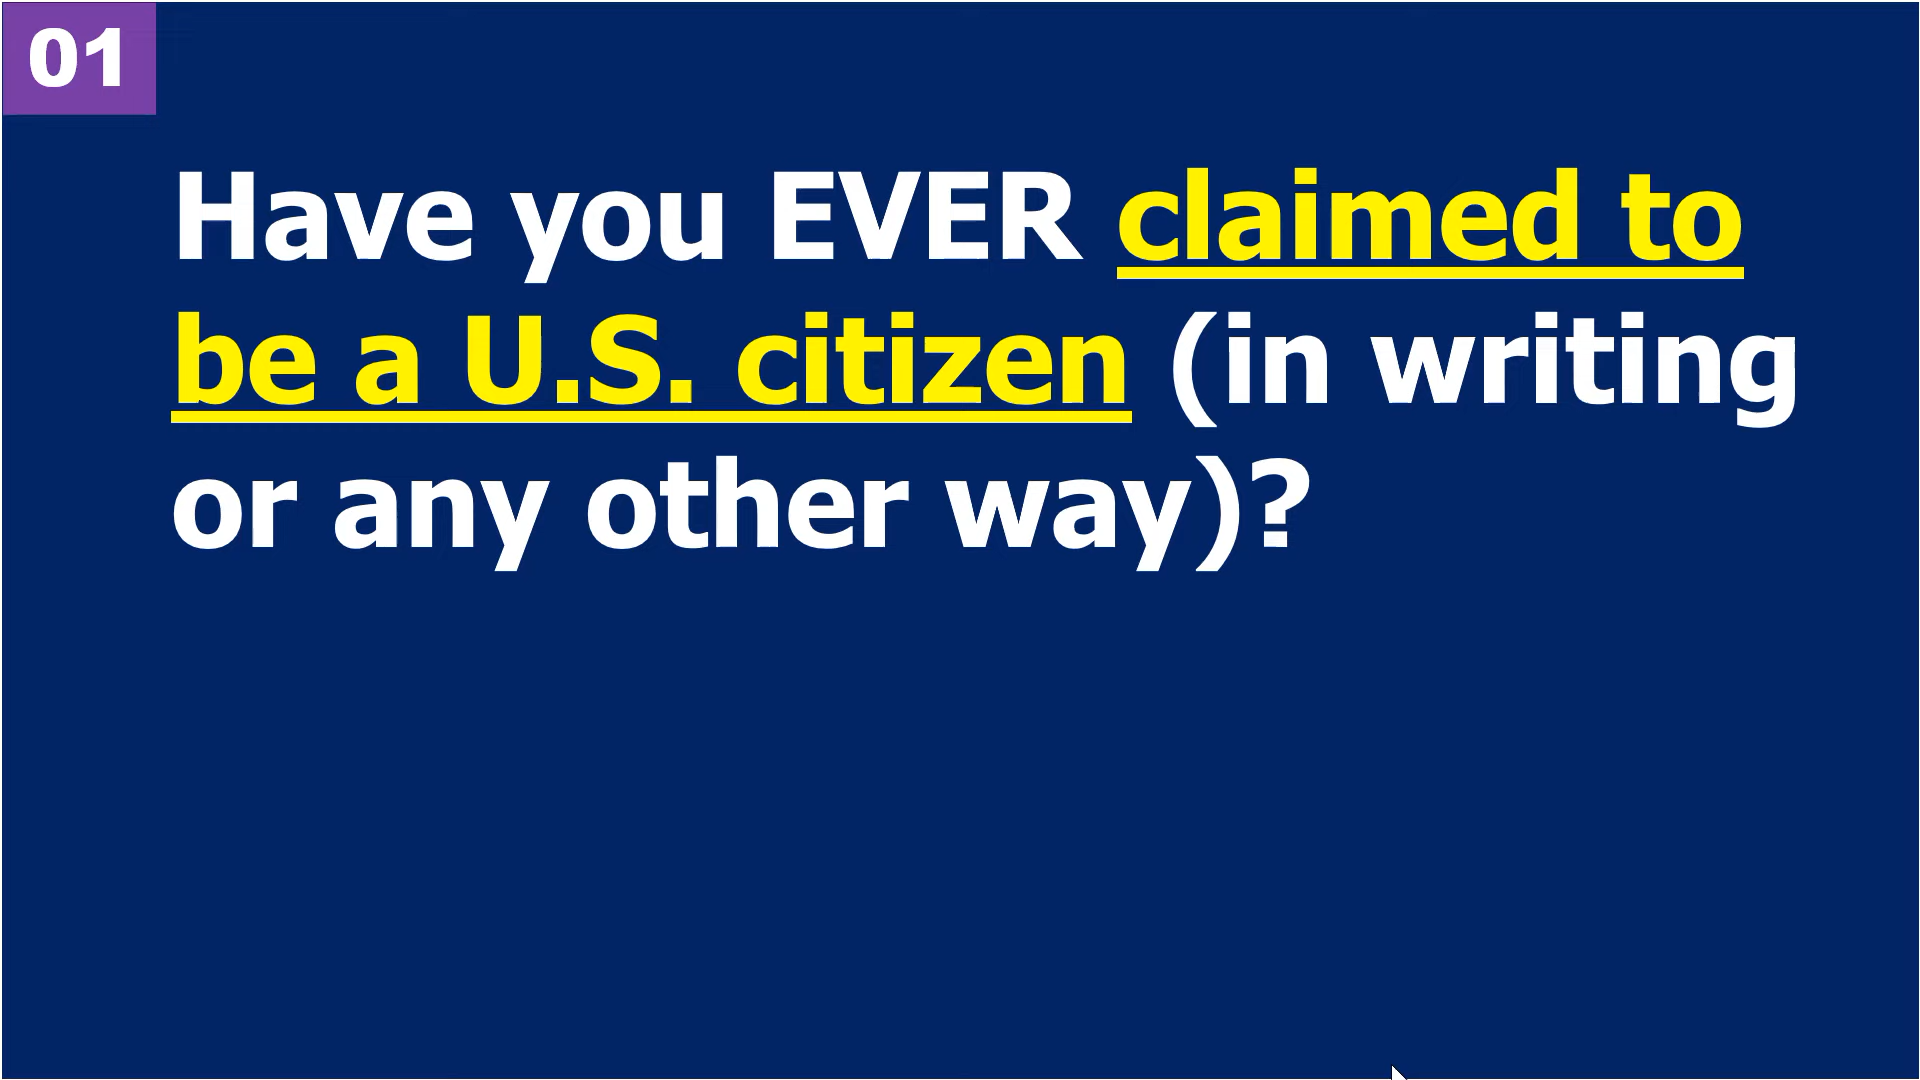 01
Have you EVER claimed to
be a U.S. citizen (in writing
or any other way)?